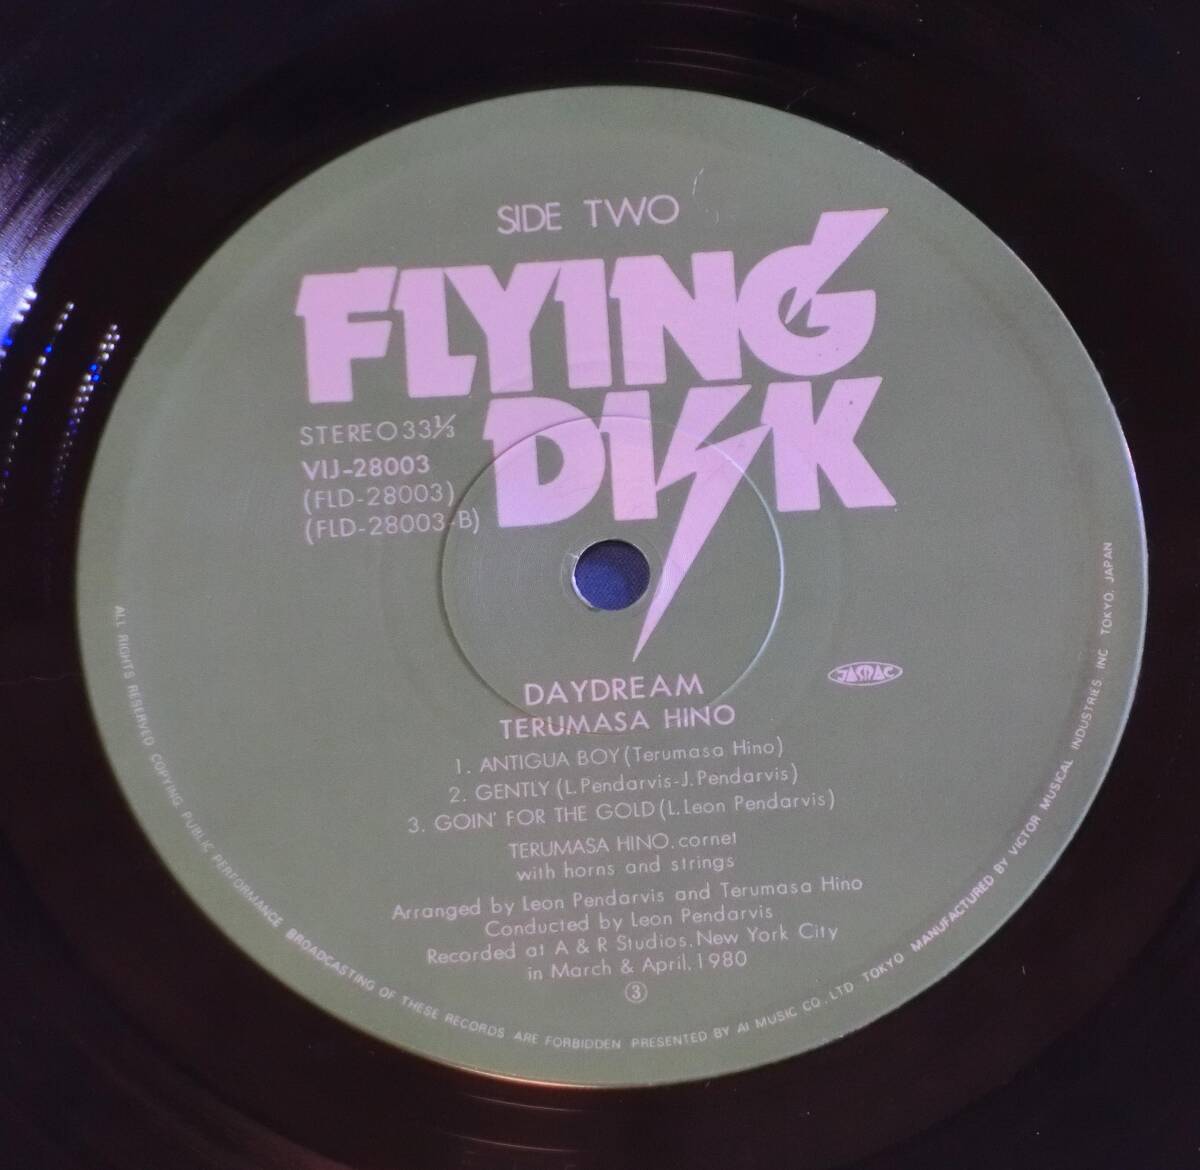 SIDE TWO
FLYING
DISK
STEREO 33⅓
VIJ-28003
(FLD-28003)
(FLD-28003-B)
JASRAC
DAYDREAM
TERUMASA HINO
1. ANTIGUA BOY (Terumasa Hino)
2. GENTLY (L. Pendarvis-J. Pendarvis)
3. GOIN' FOR THE GOLD (L. Leon Pendarvis)
TERUMASA HINO. cornet
with horns and strings
Arranged by Leon Pendarvis and Terumasa Hino
Conducted by Leon Pendarvis
Recorded at A & R Studios. New York City
in March & April. 1980
③
ALL RIGHTS RESERVED COPYING PUBLIC PERFORMANCE BROADCASTING OF THESE RECORDS ARE FORBIDDEN PRESENTED BY AI MUSIC CO., LTD TOKYO MANUFACTURED BY VICTOR MUSICAL INDUSTRIES INC TOKYO, JAPAN